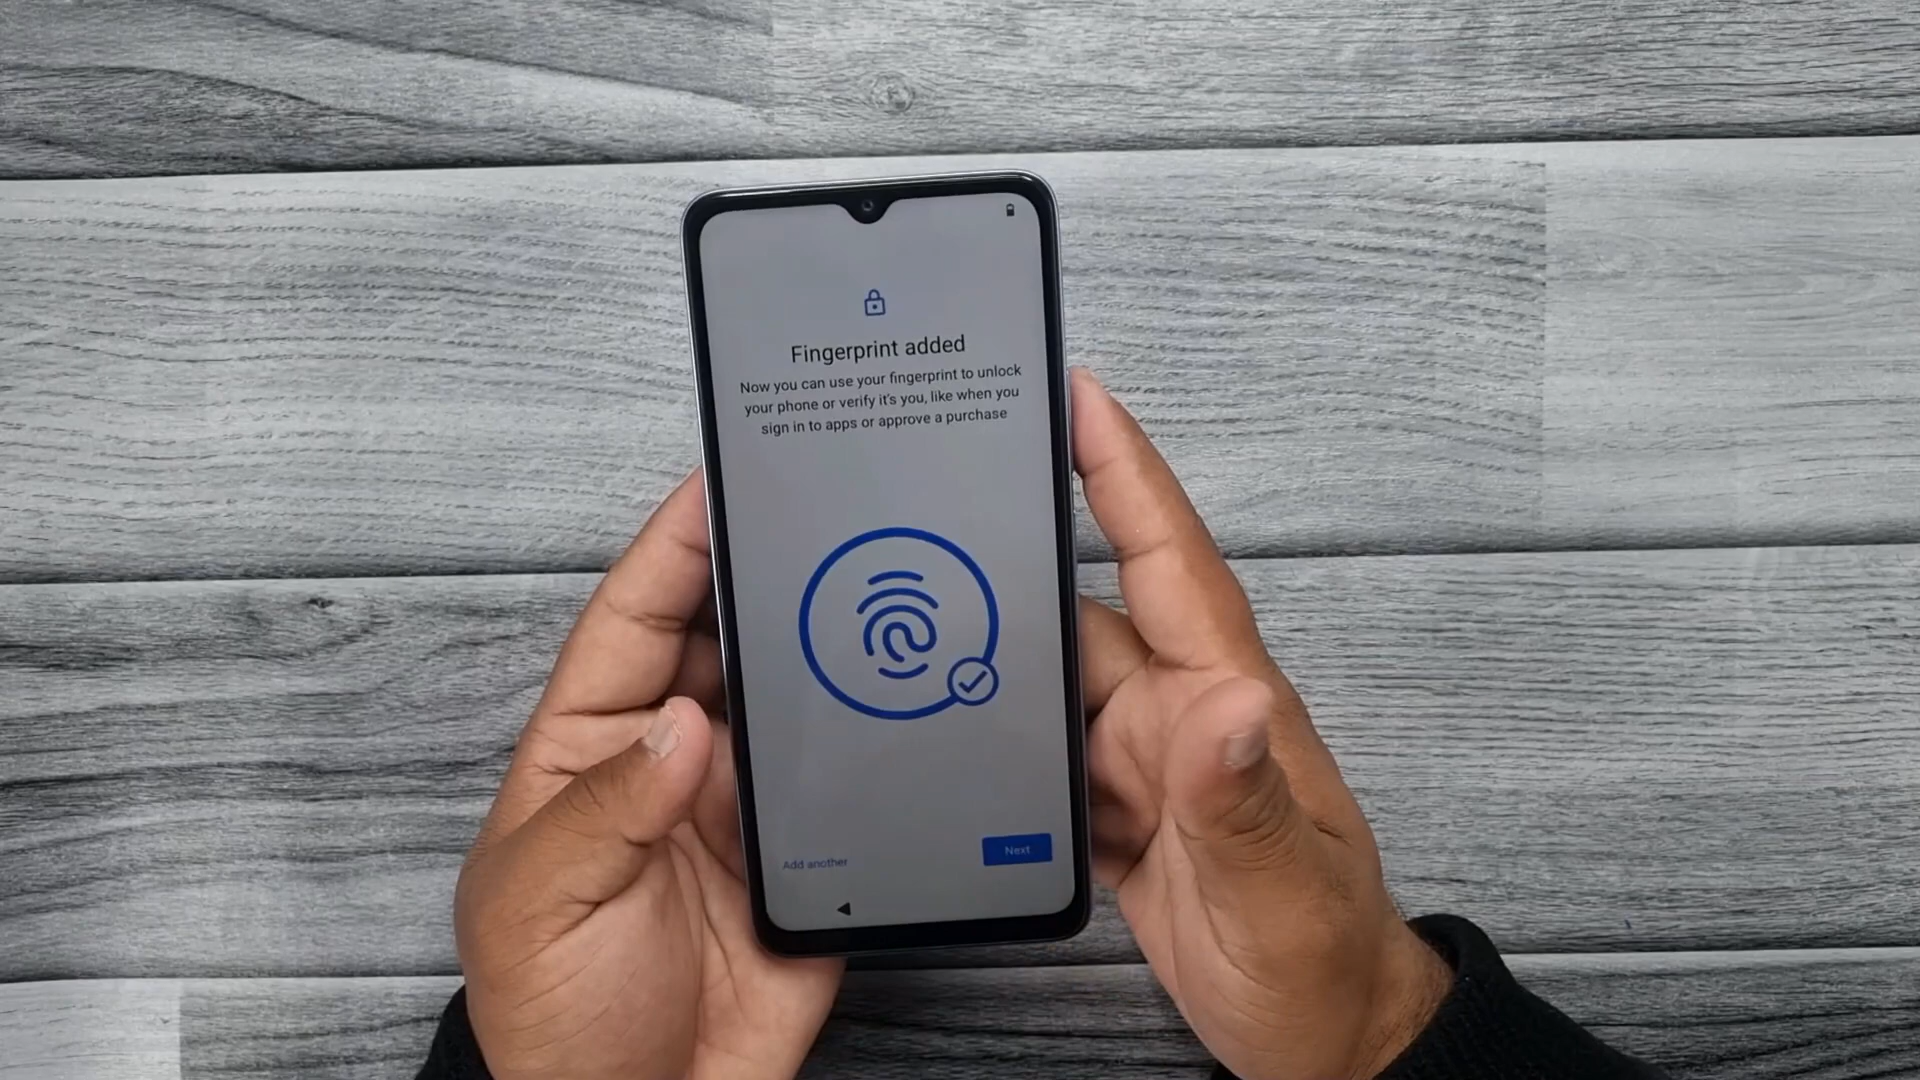 Fingerprint added
Now you can use your fingerprint to unlock
your phone or verify it's you, like when you
sign in to apps or approve a purchase
Add another
Next